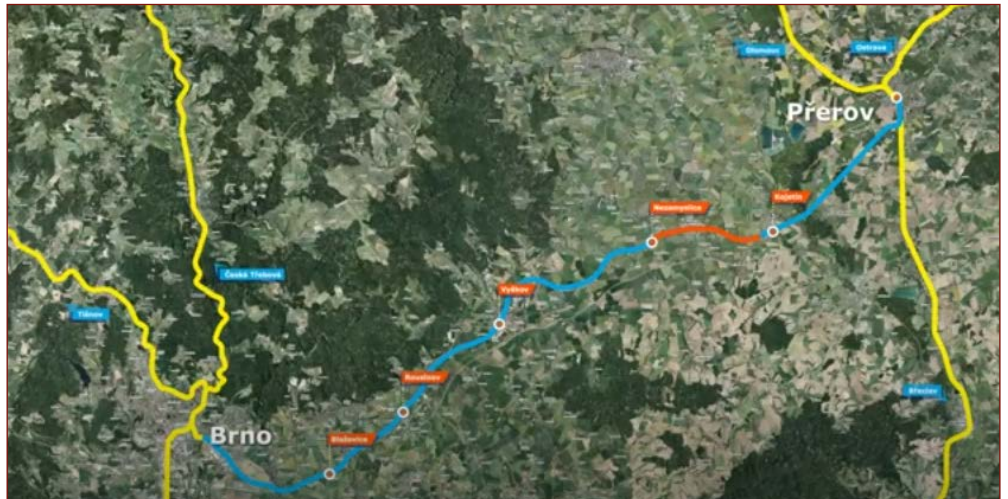 Olomouc
Ostrava
Přerov
Kojetín
Nezamyslice
Česká Třebová
Vyškov
Tišnov
Rousínov
Břeclav
Brno
Blažovice